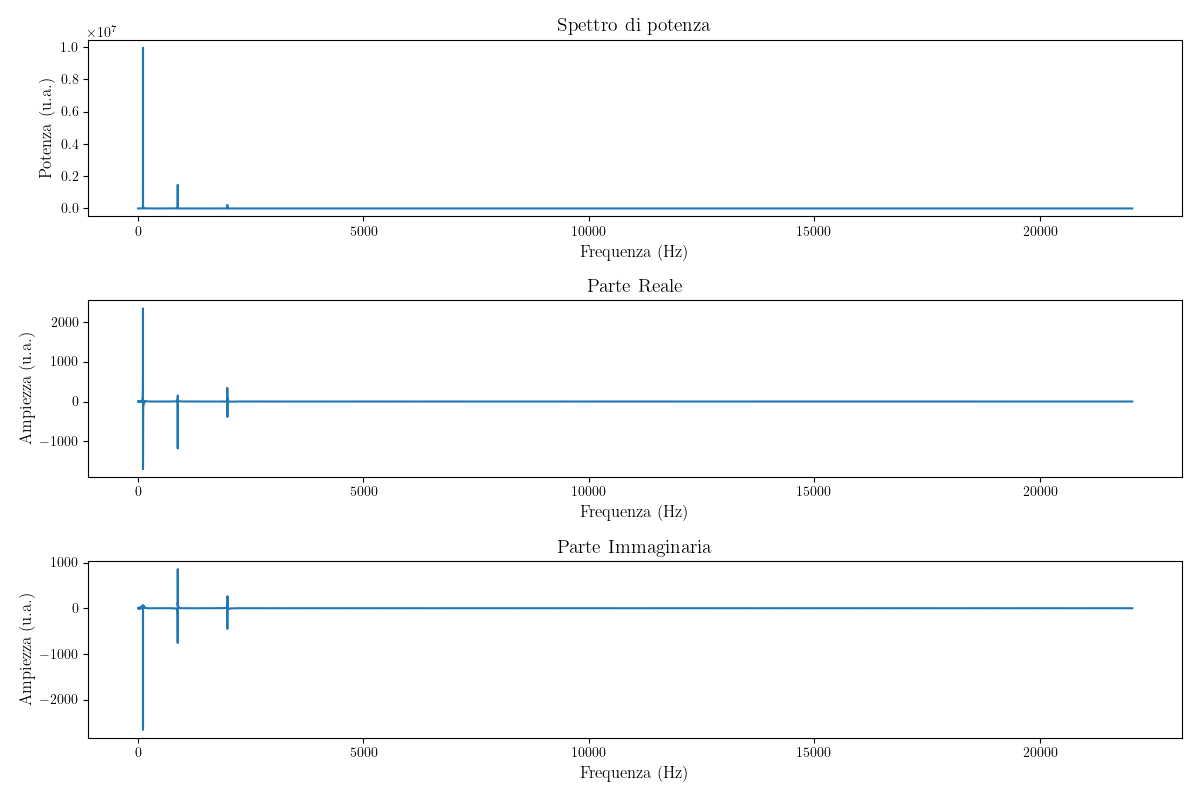 Spettro di potenza
×10⁷
1.0
0.8
0.6
0.4
0.2
0.0
Potenza (u.a.)
0 5000 10000 15000 20000
Frequenza (Hz)
Parte Reale
2000
1000
0
−1000
Ampiezza (u.a.)
0 5000 10000 15000 20000
Frequenza (Hz)
Parte Immaginaria
1000
0
−1000
−2000
Ampiezza (u.a.)
0 5000 10000 15000 20000
Frequenza (Hz)